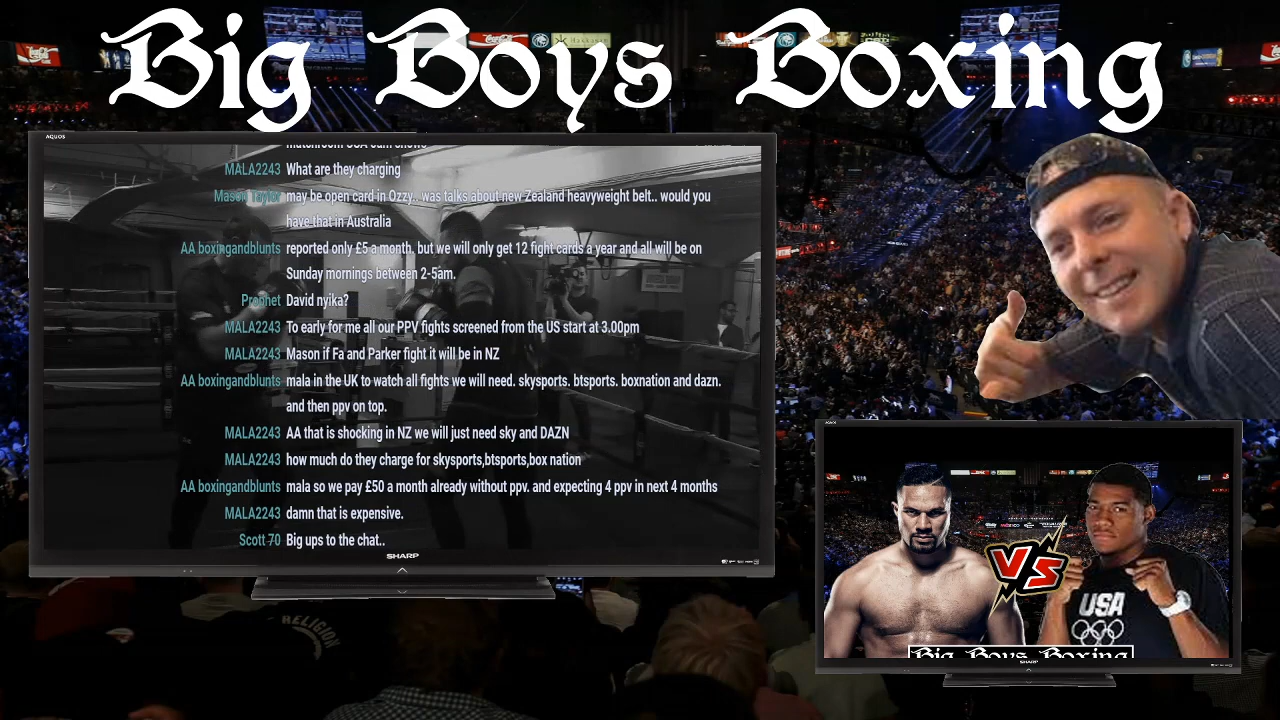 Big Boys Boxing
AQUOS
MALA2243 What are they charging
Mason Taylor may be open card in Ozzy.. was talks about new Zealand heavyweight belt.. would you
have that in Australia
AA boxingandblunts reported only £5 a month. but we will only get 12 fight cards a year and all will be on
Sunday mornings between 2-5am.
Prophet David nyika?
MALA2243 To early for me all our PPV fights screened from the US start at 3.00pm
MALA2243 Mason if Fa and Parker fight it will be in NZ
AA boxingandblunts mala in the UK to watch all fights we will need. skysports. btsports. boxnation and dazn.
and then ppv on top.
MALA2243 AA that is shocking in NZ we will just need sky and DAZN
MALA2243 how much do they charge for skysports,btsports,box nation
AA boxingandblunts mala so we pay £50 a month already without ppv. and expecting 4 ppv in next 4 months
MALA2243 damn that is expensive.
Scott 70 Big ups to the chat..
SHARP
RELIGION
AQUOS
VS
USA
Big Boys Boxing
SHARP